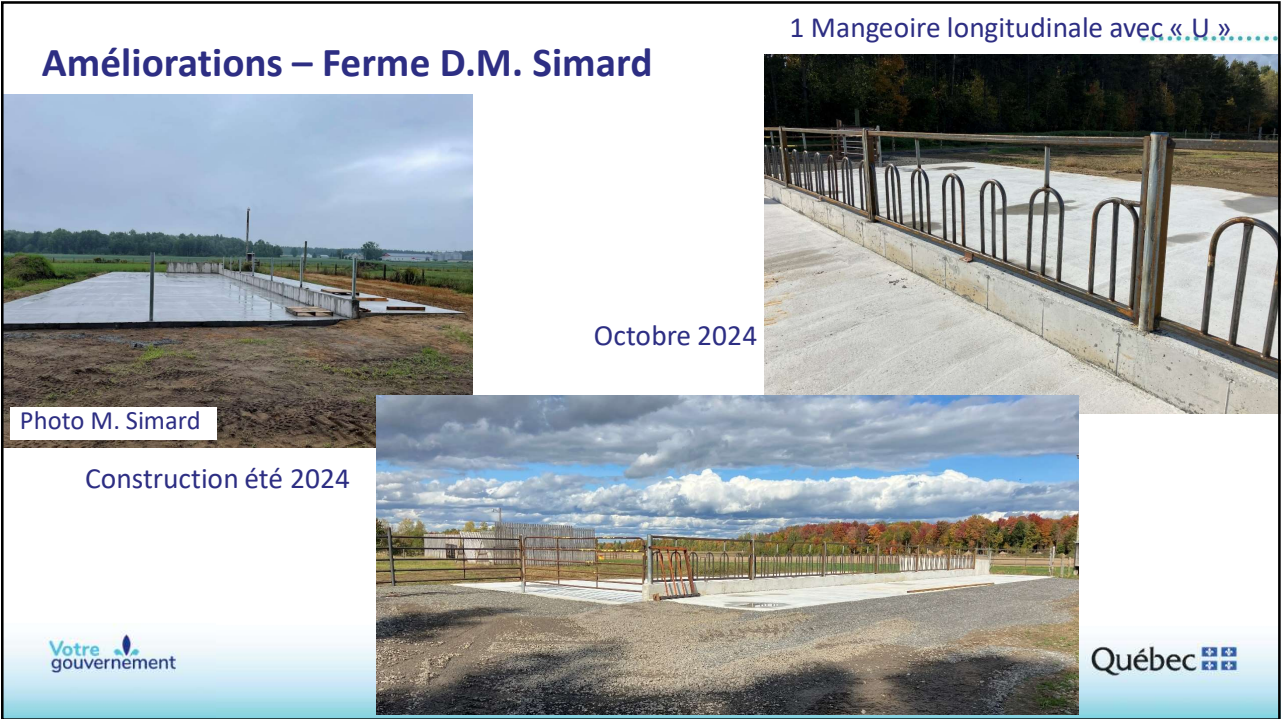 1 Mangeoire longitudinale avec « U »
Améliorations – Ferme D.M. Simard
Octobre 2024
Photo M. Simard
Construction été 2024
Votre
gouvernement
Québec